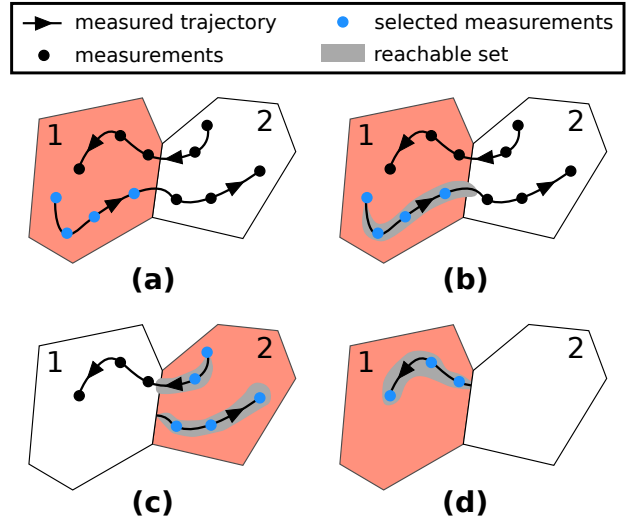 measured trajectory
selected measurements
measurements
reachable set
1
2
1
2
(a)
(b)
1
2
1
2
(c)
(d)